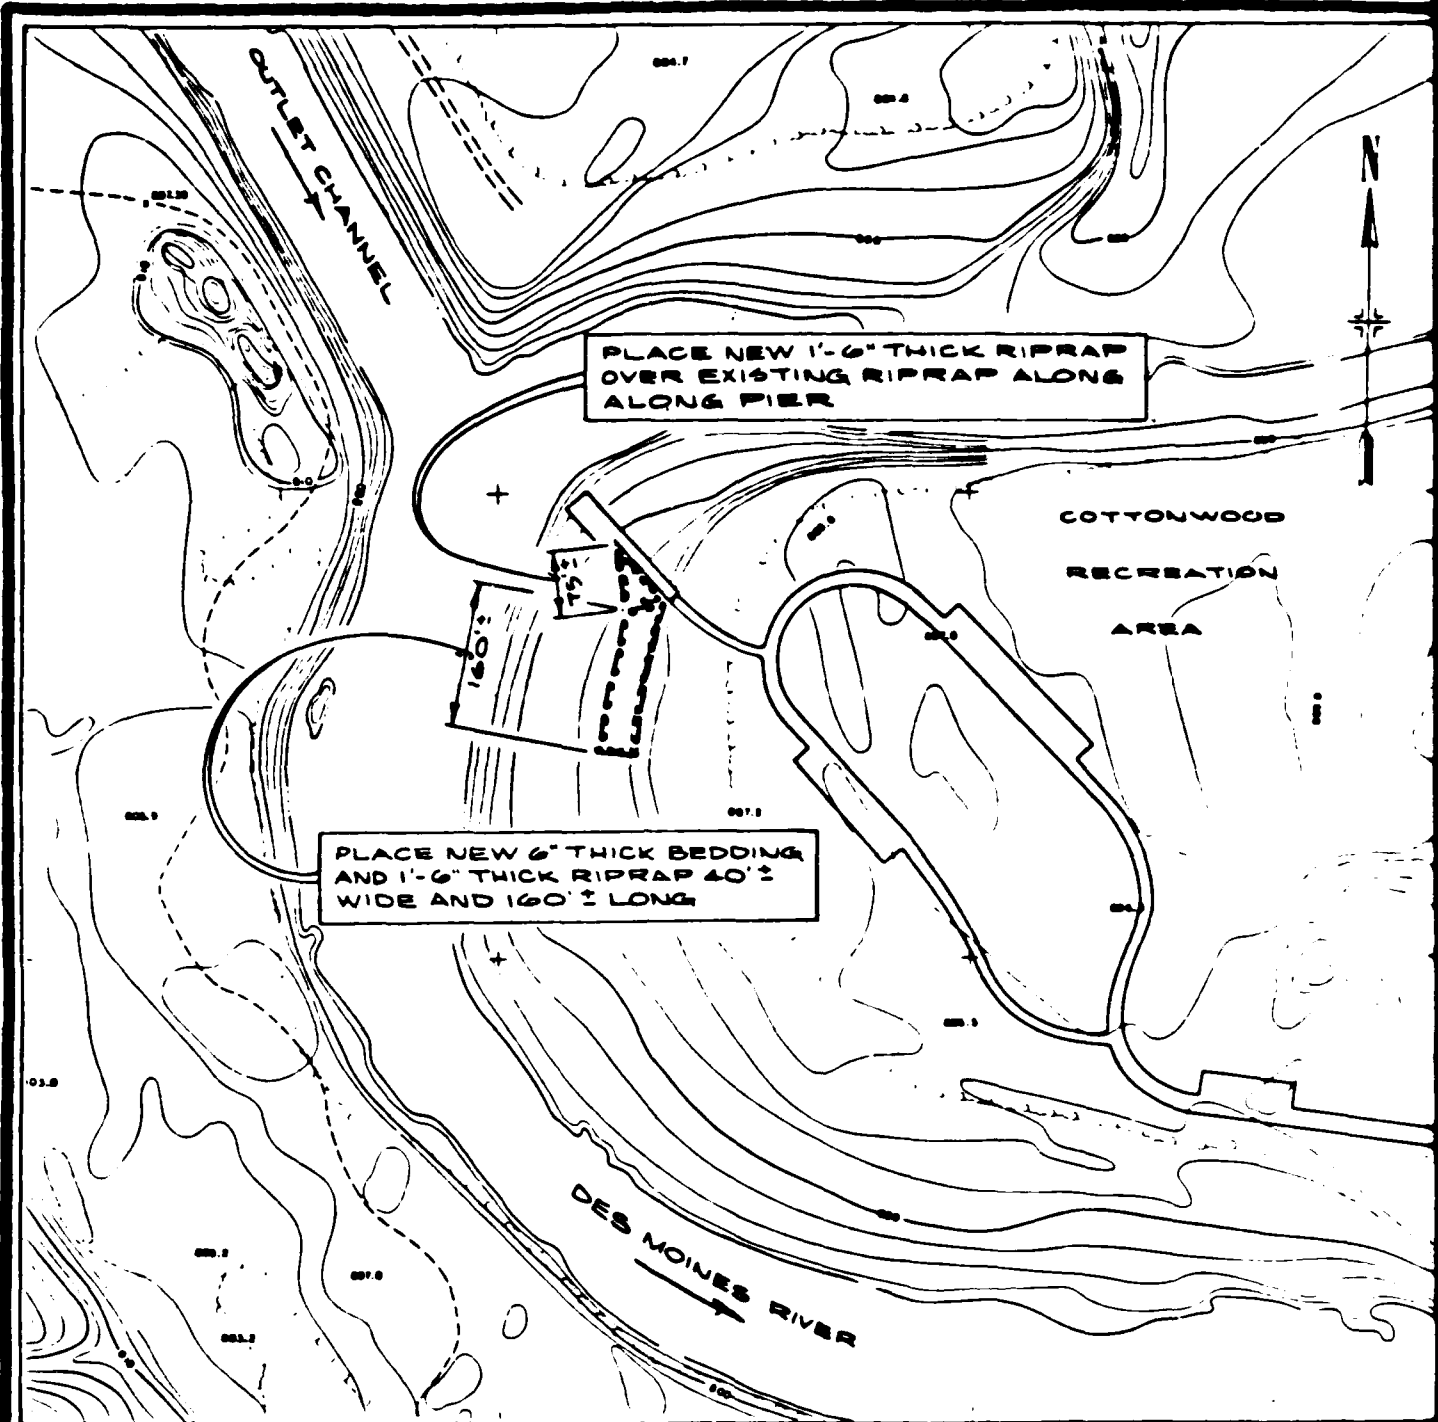 OUTLET CHANNEL
N
PLACE NEW 1'-6" THICK RIPRAP
OVER EXISTING RIPRAP ALONG
ALONG PIER
COTTONWOOD
RECREATION
AREA
75'±
160'±
PLACE NEW 6" THICK BEDDING
AND 1'-6" THICK RIPRAP 40'±
WIDE AND 160'± LONG
DES MOINES RIVER